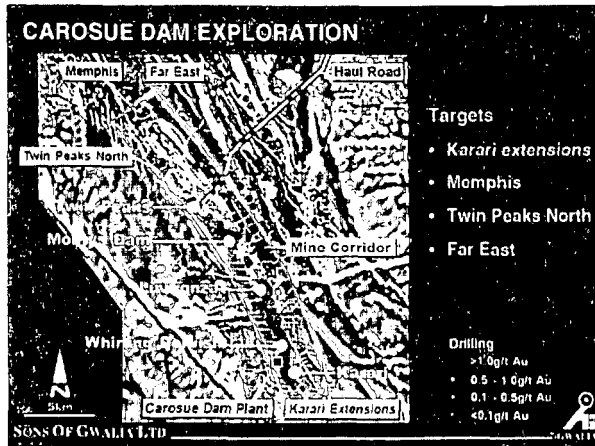 CAROSUE DAM EXPLORATION
Memphis
Far East
Haul Road
Targets
• Karari extensions
Twin Peaks North
• Memphis
• Twin Peaks North
Dam
Mine Corridor
• Far East
Drilling
>1.0g/t Au
• 0.5 - 1.0g/t Au
N
• 0.1 - 0.5g/t Au
5km
Carosue Dam Plant
Karari Extensions
• <0.1g/t Au
SONS OF GWALIA LTD